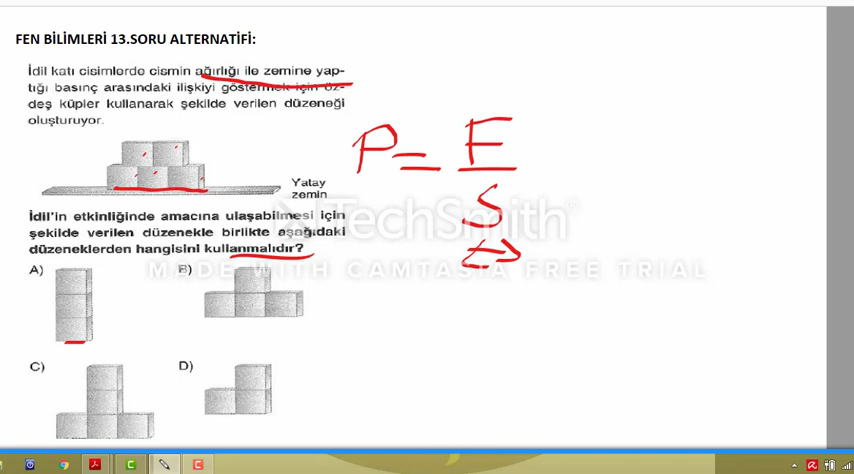 FEN BİLİMLERİ 13.SORU ALTERNATİFİ:
İdil katı cisimlerde cismin ağırlığı ile zemine yap-
tığı basınç arasındaki ilişkiyi göstermek için öz-
deş küpler kullanarak şekilde verilen düzeneği
oluşturuyor.
P = F
S
Yatay
zemin
İdil'in etkinliğinde amacına ulaşabilmesi için
şekilde verilen düzenekle birlikte aşağıdaki
düzeneklerden hangisini kullanmalıdır?
TechSmith
MADE WITH CAMTASIA FREE TRIAL
A)
B)
C)
D)